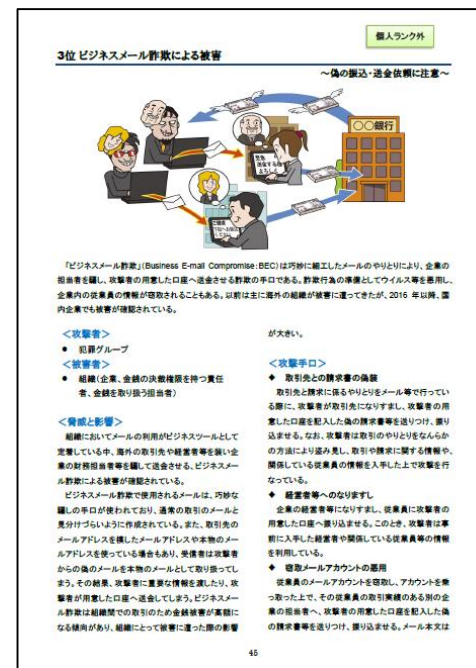 個人ランク外
3位 ビジネスメール詐欺による被害
～偽の振込・送金依頼に注意～
〇〇銀行
「ビジネスメール詐欺」(Business E-mail Compromise:BEC)は巧妙に細工したメールのやりとりにより、企業の
担当者を騙し、攻撃者の用意した口座へ送金させる詐欺の手口である。詐欺行為の準備としてウイルス等を悪用し、
企業内の従業員の情報が窃取されることもある。以前は主に海外の組織が被害に遭ってきたが、2016 年以降、国
内企業でも被害が確認されている。
＜攻撃者＞
● 犯罪グループ
＜被害者＞
● 組織(企業、金銭の決裁権限を持つ責任
者、金銭を取り扱う担当者)
＜脅威と影響＞
組織においてメールの利用がビジネスツールとして
定着している中、海外の取引先や経営者等を装い企
業の財務担当者等を騙して送金させる、ビジネスメー
ル詐欺による被害が確認されている。
ビジネスメール詐欺で使用されるメールは、巧妙な
騙しの手口が使われており、通常の取引のメールと
見分けづらいように作成されている。また、取引先の
メールアドレスを模したメールアドレスや本物のメー
ルアドレスを使っている場合もあり、受信者は攻撃者
からの偽のメールを本物のメールとして取り扱ってし
まう。その結果、攻撃者に重要な情報を渡したり、攻
撃者が用意した口座へ送金してしまう。ビジネスメー
ル詐欺は組織間での取引のため金銭被害が高額に
なる傾向があり、組織にとって被害に遭った際の影響
が大きい。
＜攻撃手口＞
◆ 取引先との請求書の偽装
取引先と請求に係るやりとりをメール等で行ってい
る際に、攻撃者が取引先になりすまし、攻撃者の用
意した口座を記入した偽の請求書等を送りつけ、振り
込ませる。なお、攻撃者は取引のやりとりをなんらか
の方法により盗み見し、取引や請求に関する情報や、
関係している従業員の情報を入手した上で攻撃を行
なっている。
◆ 経営者等へのなりすまし
企業の経営者等になりすまし、従業員に攻撃者の
用意した口座へ振り込ませる。このとき、攻撃者は事
前に入手した経営者や関係している従業員等の情報
を利用している。
◆ 窃取メールアカウントの悪用
従業員のメールアカウントを窃取し、アカウントを乗
っ取った上で、その従業員の取引実績のある別の企
業の担当者へ、攻撃者の用意した口座を記入した偽
の請求書等を送りつけ、振り込ませる。メール本文は
45